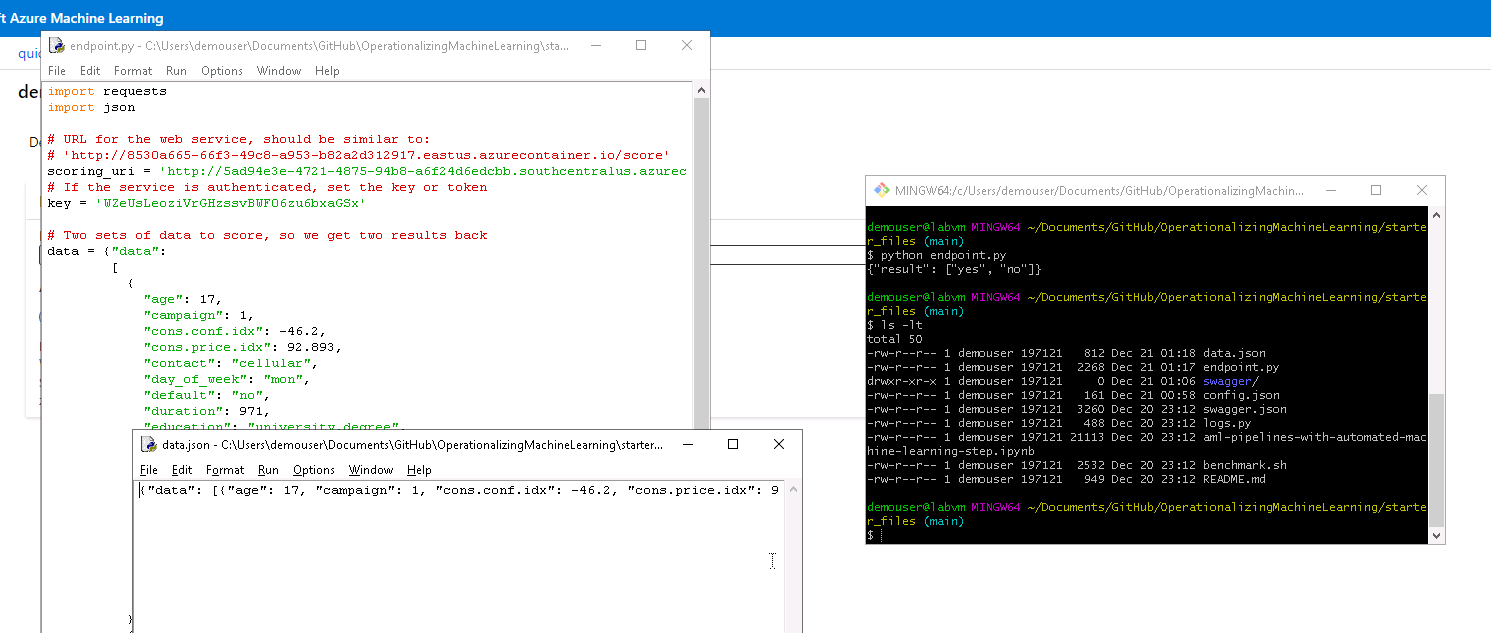 t Azure Machine Learning
quic
de
De
endpoint.py - C:\Users\demouser\Documents\GitHub\OperationalizingMachineLearning\sta...
File Edit Format Run Options Window Help
import requests
import json
# URL for the web service, should be similar to:
# 'http://8530a665-66f3-49c8-a953-b82a2d312917.eastus.azurecontainer.io/score'
scoring_uri = 'http://5ad94e3e-4721-4875-94b8-a6f24d6edcbb.southcentralus.azurec
# If the service is authenticated, set the key or token
key = 'WZeUsLeoziVrGHzssvBWFO6zu6bxaGSx'
# Two sets of data to score, so we get two results back
data = {"data":
[
{
"age": 17,
"campaign": 1,
"cons.conf.idx": -46.2,
"cons.price.idx": 92.893,
"contact": "cellular",
"day_of_week": "mon",
"default": "no",
"duration": 971,
"education": "university.degree",
}
data.json - C:\Users\demouser\Documents\GitHub\OperationalizingMachineLearning\starter...
File Edit Format Run Options Window Help
{"data": [{"age": 17, "campaign": 1, "cons.conf.idx": -46.2, "cons.price.idx": 9
MINGW64:/c/Users/demouser/Documents/GitHub/OperationalizingMachin...
demouser@labvm MINGW64 ~/Documents/GitHub/OperationalizingMachineLearning/starte
r_files (main)
$ python endpoint.py
{"result": ["yes", "no"]}
demouser@labvm MINGW64 ~/Documents/GitHub/OperationalizingMachineLearning/starte
r_files (main)
$ ls -lt
total 50
-rw-r--r-- 1 demouser 197121 812 Dec 21 01:18 data.json
-rw-r--r-- 1 demouser 197121 2268 Dec 21 01:17 endpoint.py
drwxr-xr-x 1 demouser 197121 0 Dec 21 01:06 swagger/
-rw-r--r-- 1 demouser 197121 161 Dec 21 00:58 config.json
-rw-r--r-- 1 demouser 197121 3260 Dec 20 23:12 swagger.json
-rw-r--r-- 1 demouser 197121 488 Dec 20 23:12 logs.py
-rw-r--r-- 1 demouser 197121 21113 Dec 20 23:12 aml-pipelines-with-automated-mac
hine-learning-step.ipynb
-rw-r--r-- 1 demouser 197121 2532 Dec 20 23:12 benchmark.sh
-rw-r--r-- 1 demouser 197121 949 Dec 20 23:12 README.md
demouser@labvm MINGW64 ~/Documents/GitHub/OperationalizingMachineLearning/starte
r_files (main)
$